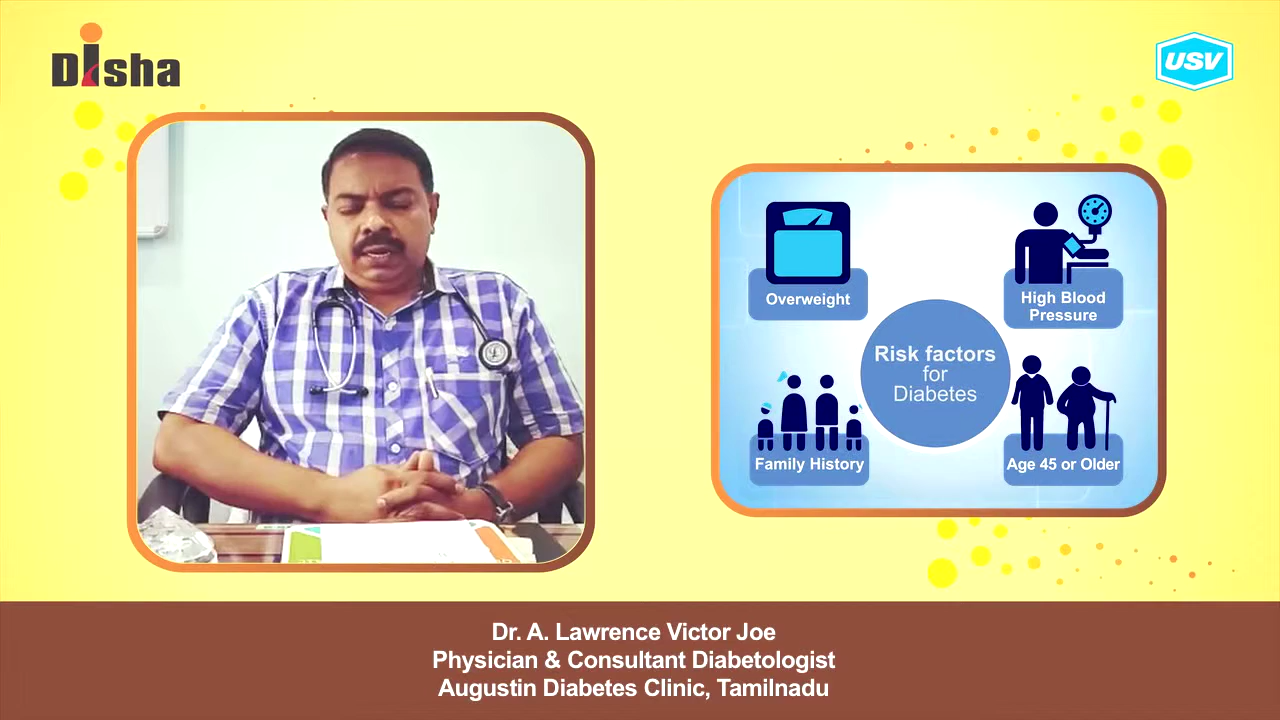 Disha
USV
Overweight
High Blood
Pressure
Risk factors
for
Diabetes
Family History
Age 45 or Older
Dr. A. Lawrence Victor Joe
Physician & Consultant Diabetologist
Augustin Diabetes Clinic, Tamilnadu